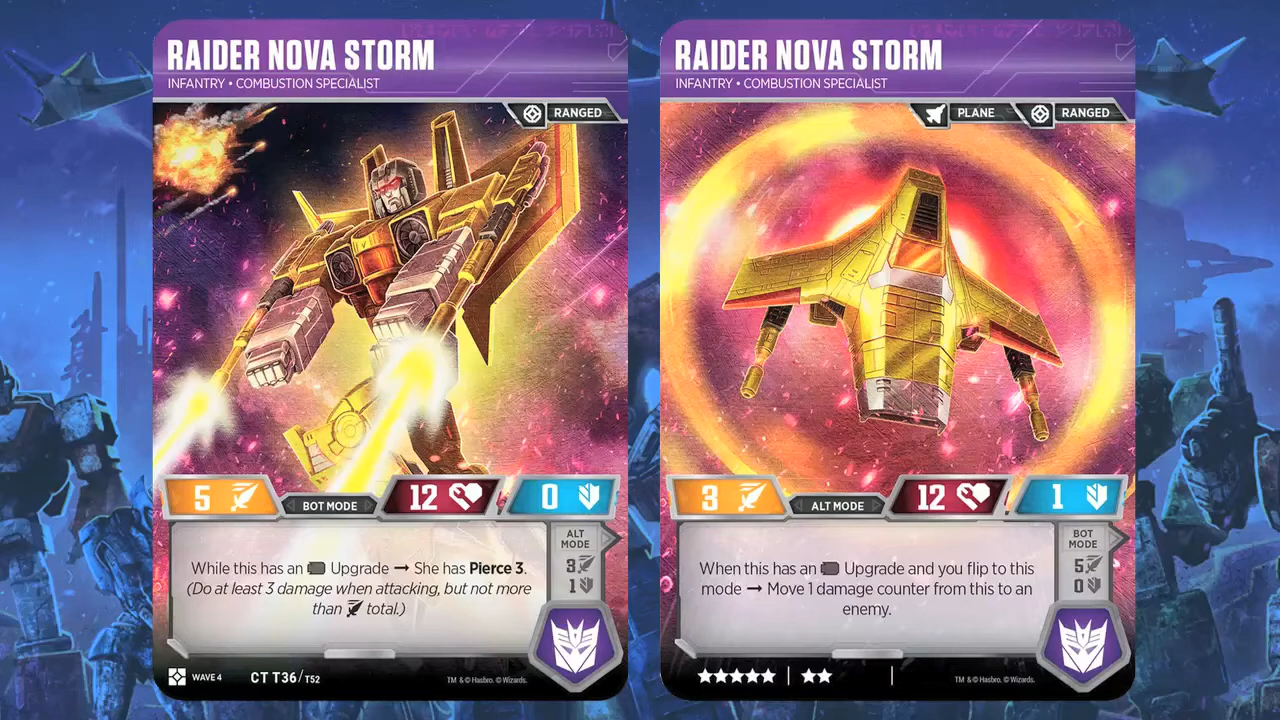 RAIDER NOVA STORM
INFANTRY • COMBUSTION SPECIALIST
RANGED
5
BOT MODE
12
0
While this has an Upgrade → She has Pierce 3.
(Do at least 3 damage when attacking, but not more
than total.)
ALT
MODE
3
1
WAVE 4
CT T36/T52
TM & © Hasbro. © Wizards.
RAIDER NOVA STORM
INFANTRY • COMBUSTION SPECIALIST
PLANE
RANGED
3
ALT MODE
12
1
When this has an Upgrade and you flip to this
mode → Move 1 damage counter from this to an
enemy.
BOT
MODE
5
0
TM & © Hasbro. © Wizards.